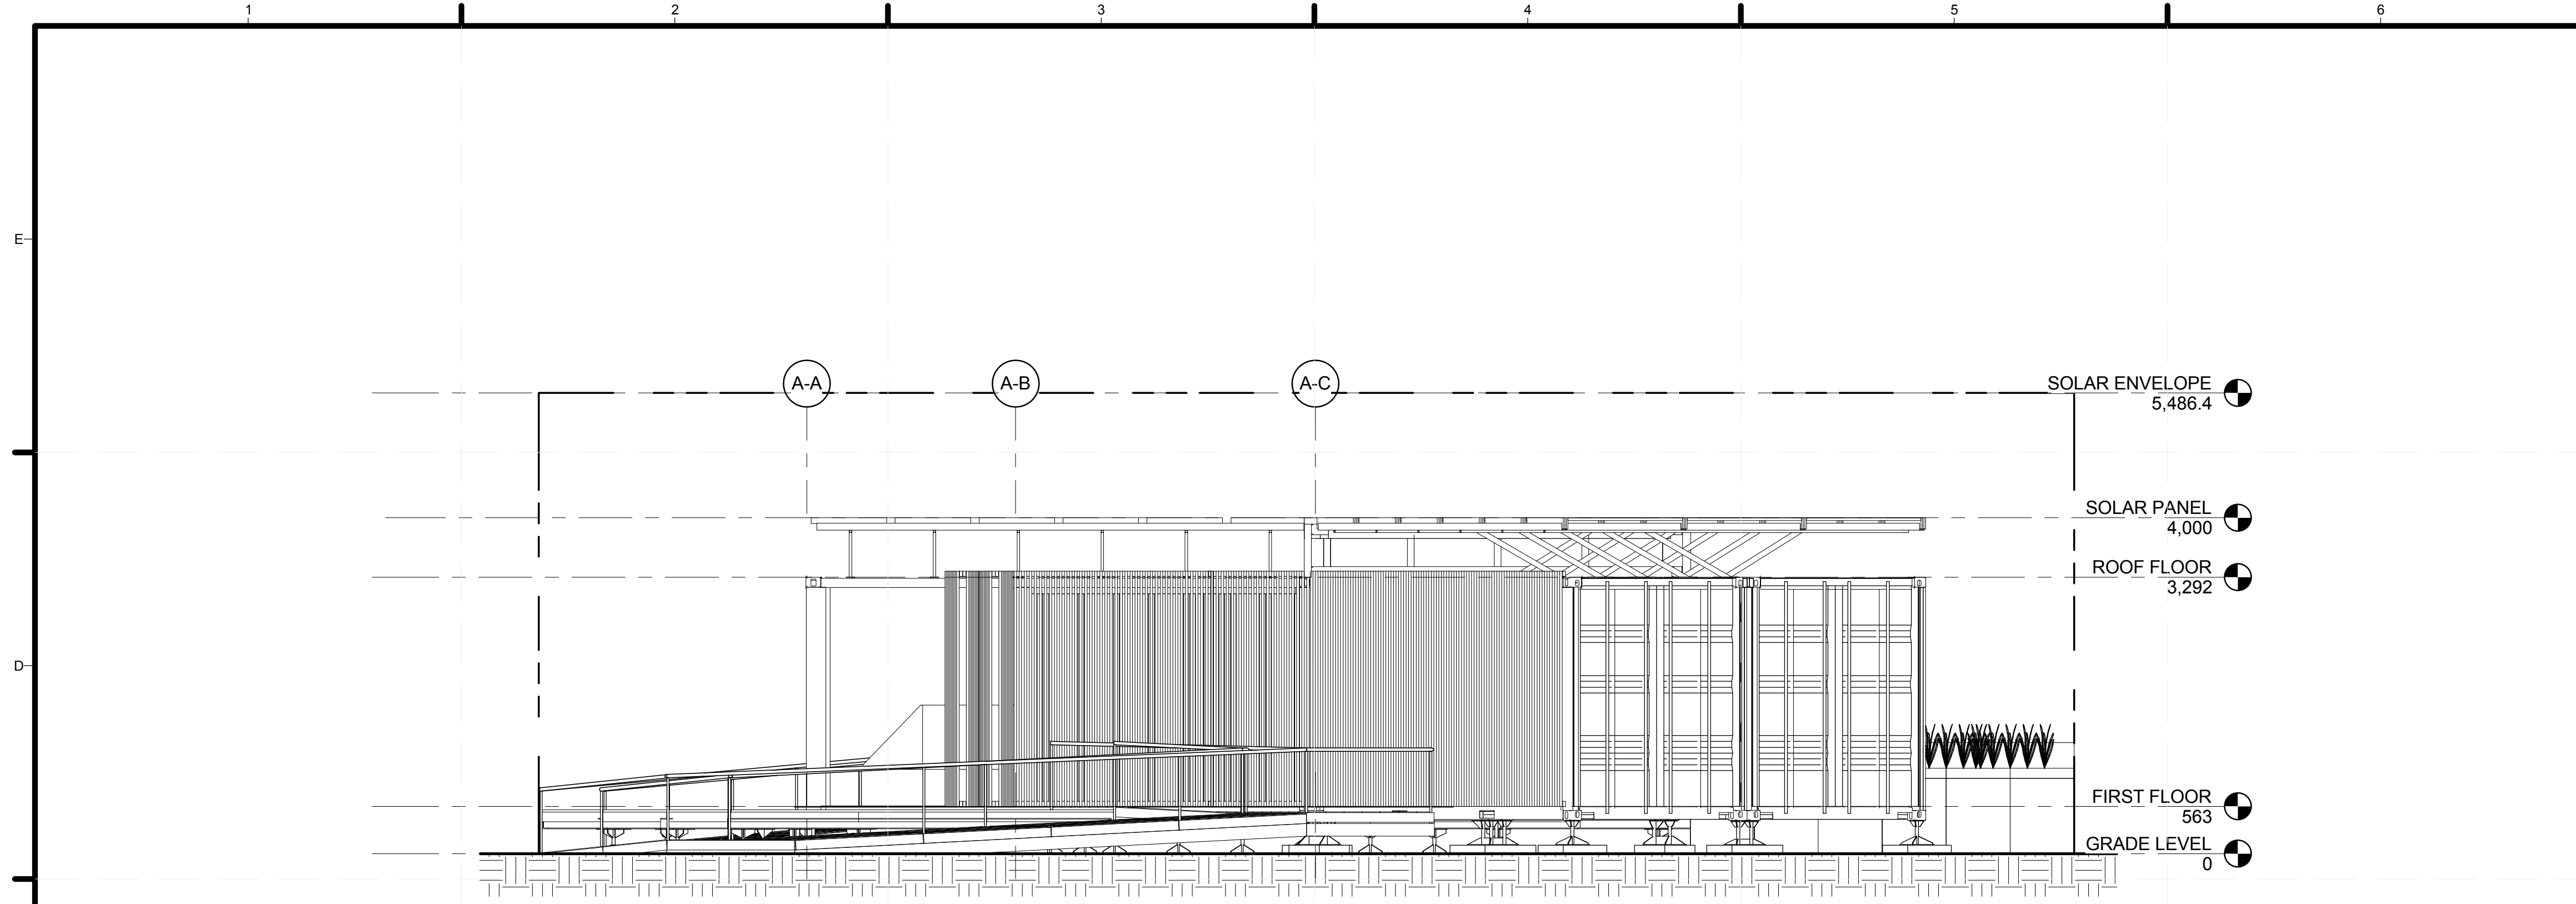 1 2 3 4 5 6
E
A-A A-B A-C
SOLAR ENVELOPE
5,486.4
SOLAR PANEL
4,000
ROOF FLOOR
3,292
D
FIRST FLOOR
563
GRADE LEVEL
0